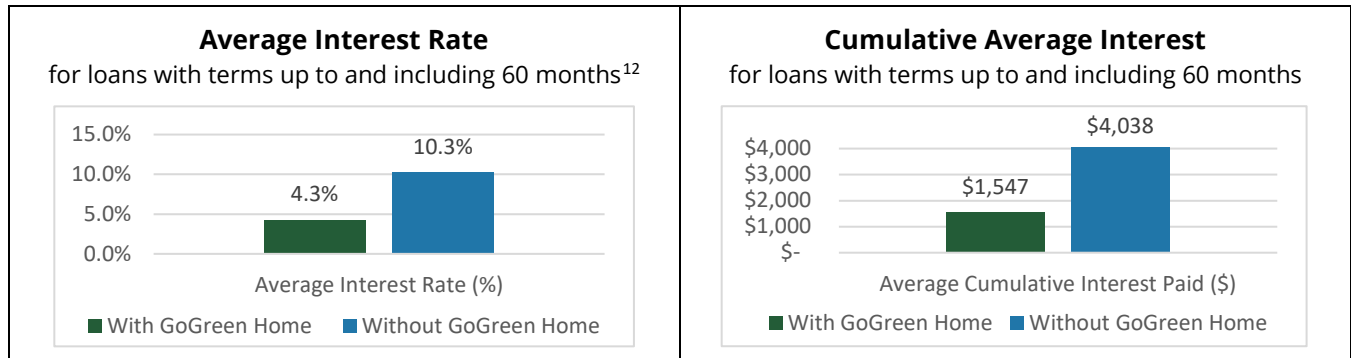 Average Interest Rate
for loans with terms up to and including 60 months12
15.0%
10.0%
5.0%
0.0%
4.3%
10.3%
Average Interest Rate (%)
With GoGreen Home Without GoGreen Home
Cumulative Average Interest
for loans with terms up to and including 60 months
$4,000
$3,000
$2,000
$1,000
$-
$1,547
$4,038
Average Cumulative Interest Paid ($)
With GoGreen Home Without GoGreen Home